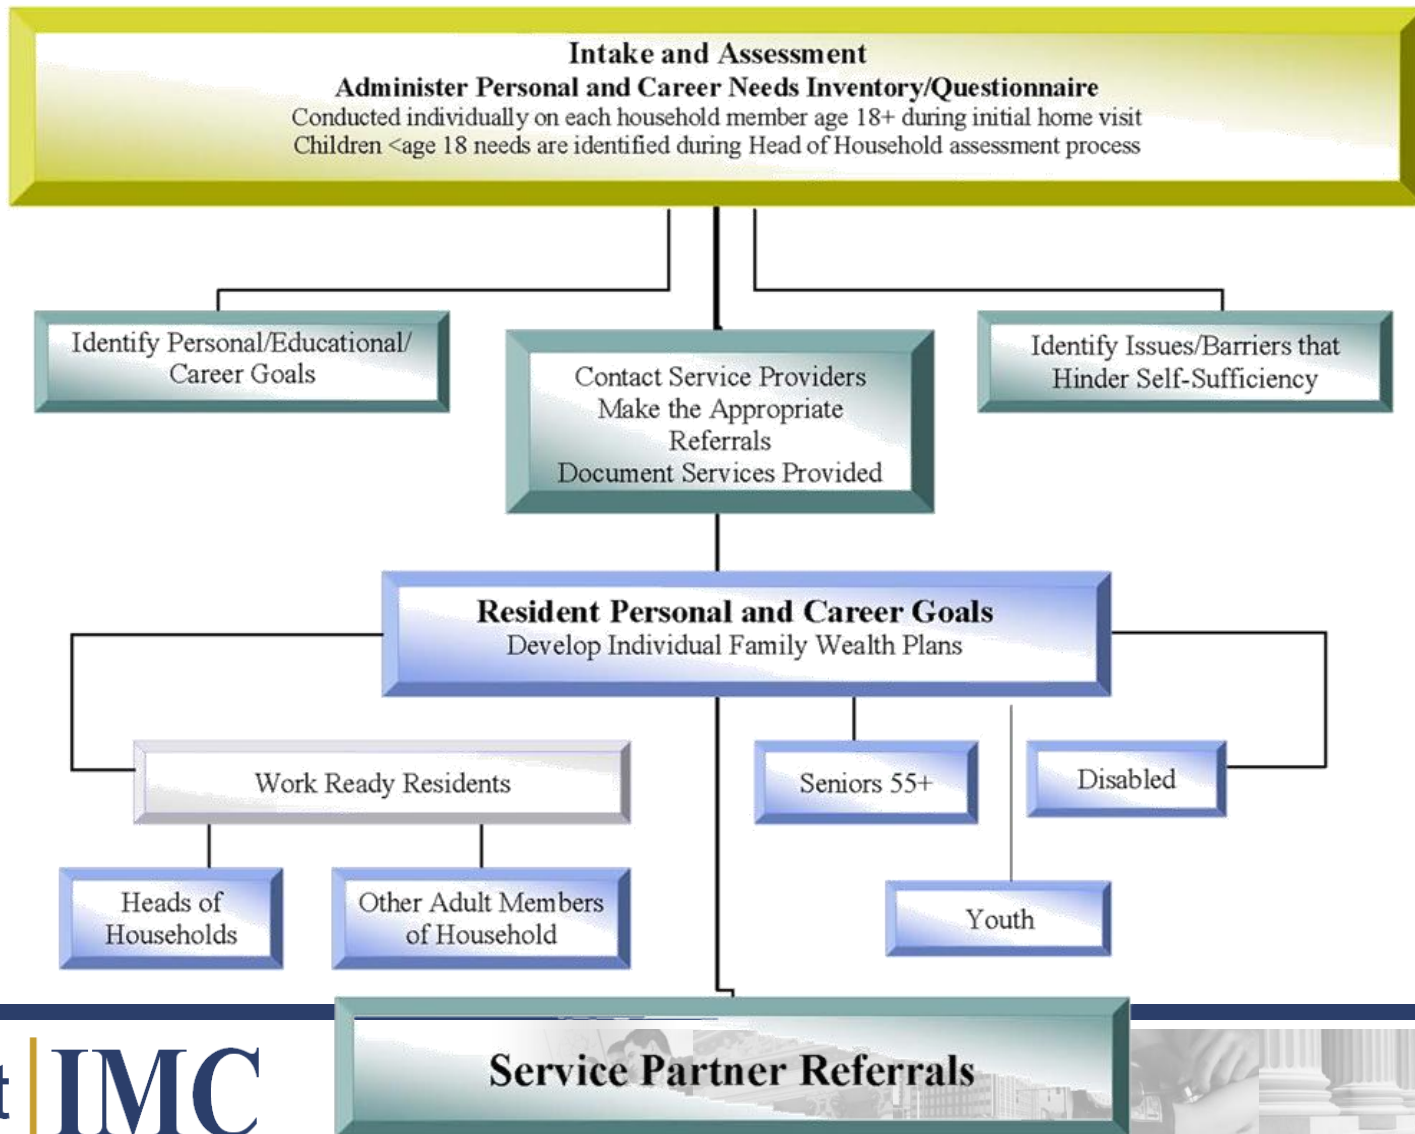 Intake and Assessment
Administer Personal and Career Needs Inventory/Questionnaire
Conducted individually on each household member age 18+ during initial home visit
Children <age 18 needs are identified during Head of Household assessment process
Identify Personal/Educational/
Career Goals
Contact Service Providers
Make the Appropriate
Referrals
Document Services Provided
Identify Issues/Barriers that
Hinder Self-Sufficiency
Resident Personal and Career Goals
Develop Individual Family Wealth Plans
Work Ready Residents
Seniors 55+
Disabled
Heads of
Households
Other Adult Members
of Household
Youth
Service Partner Referrals
t IMC